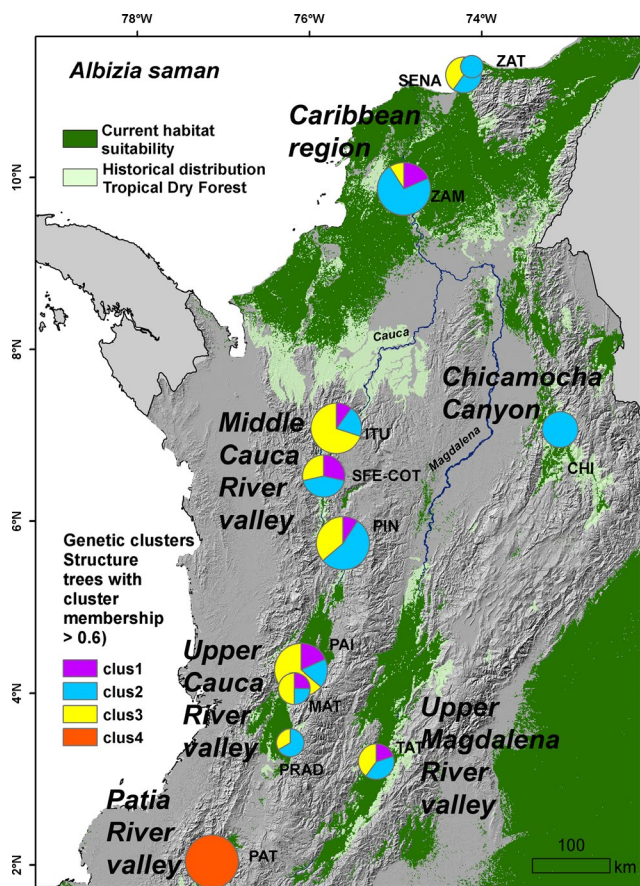 78°W
76°W
74°W
Albizia saman
ZAT
SENA
Current habitat
suitability
Historical distribution
Tropical Dry Forest
Caribbean
region
10°N
ZAM
8°N
Cauca
Chicamocha
Canyon
Middle
Cauca
River
valley
ITU
Magdalena
SFE-COT
CHI
6°N
PIN
Genetic clusters
Structure
trees with
cluster
membership
> 0.6)
clus1
clus2
clus3
clus4
Upper
Cauca
River
valley
PAI
4°N
MAT
PRAD
TAT
Upper
Magdalena
River
valley
Patia
River
valley
PAT
2°N
100
km